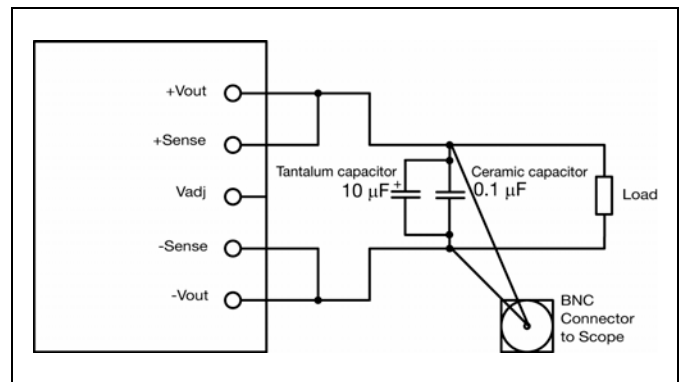 +Vout
+Sense
Vadj
-Sense
-Vout
Tantalum capacitor
10 µF
+
Ceramic capacitor
0.1 µF
Load
BNC
Connector
to Scope